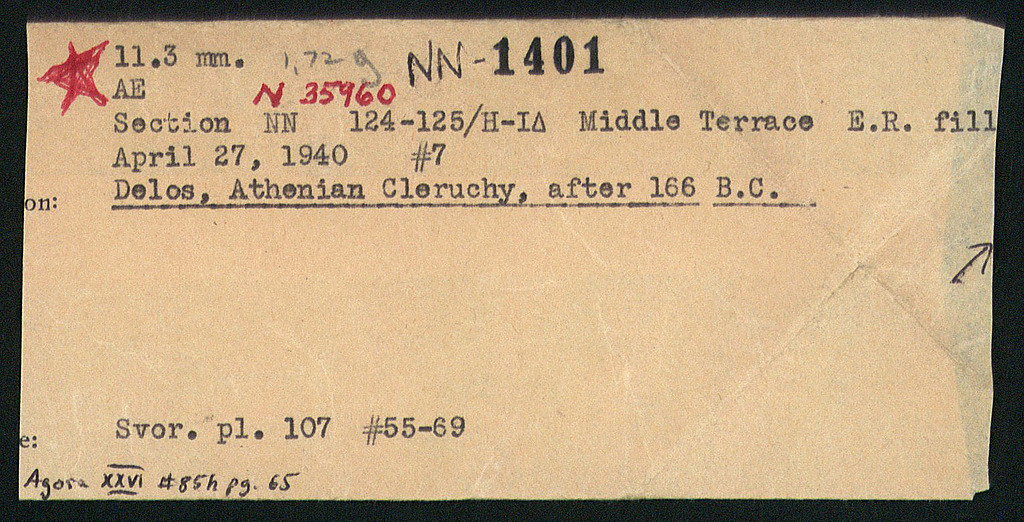 11.3 mm. 1,72 g NN-1401
AE N 35960
Section NN 124-125/H-IΔ Middle Terrace E.R. fill
April 27, 1940 #7
on: Delos, Athenian Cleruchy, after 166 B.C.
e: Svor. pl. 107 #55-69
Agora XXVI #85h pg. 65